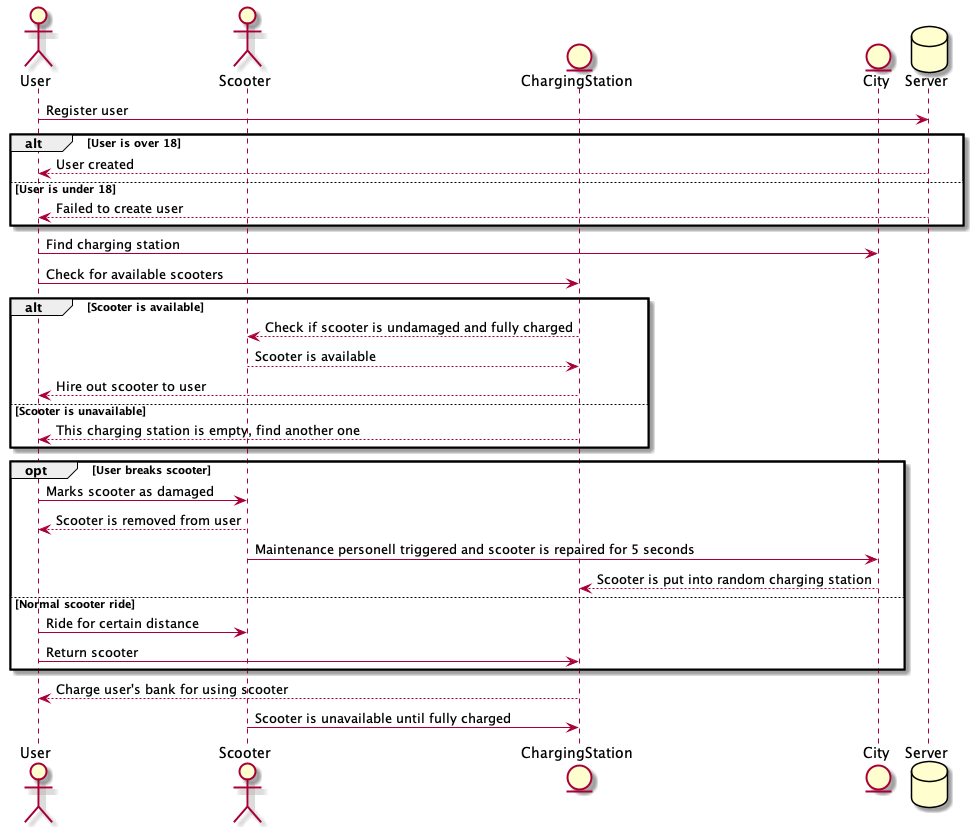 User Scooter ChargingStation City Server
Register user
alt [User is over 18]
User created
[User is under 18]
Failed to create user
Find charging station
Check for available scooters
alt [Scooter is available]
Check if scooter is undamaged and fully charged
Scooter is available
Hire out scooter to user
[Scooter is unavailable]
This charging station is empty, find another one
opt [User breaks scooter]
Marks scooter as damaged
Scooter is removed from user
Maintenance personell triggered and scooter is repaired for 5 seconds
Scooter is put into random charging station
[Normal scooter ride]
Ride for certain distance
Return scooter
Charge user's bank for using scooter
Scooter is unavailable until fully charged
User Scooter ChargingStation City Server